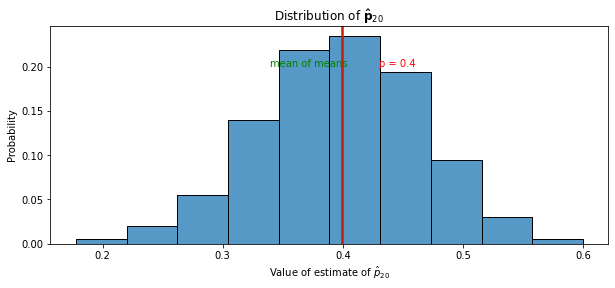 Distribution of p̂₂₀
mean of means
p = 0.4
Probability
0.20
0.15
0.10
0.05
0.00
0.2
0.3
0.4
0.5
0.6
Value of estimate of p̂₂₀